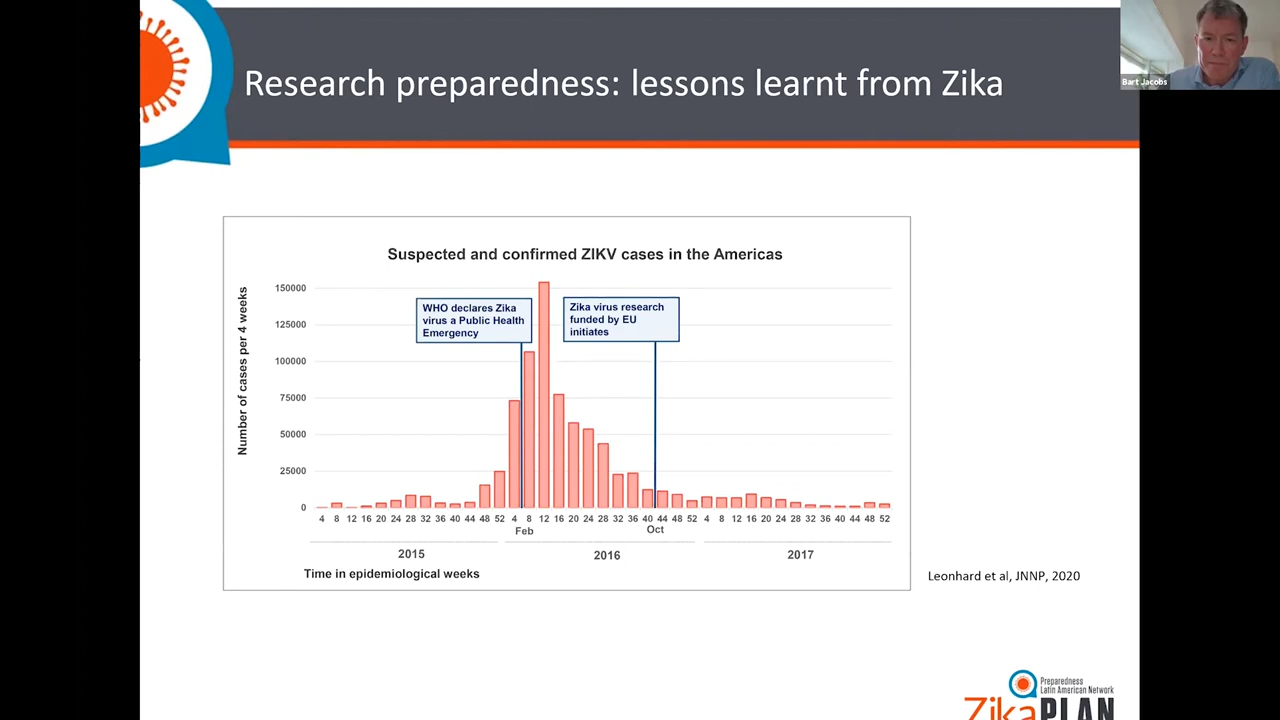 Bart Jacobs
Research preparedness: lessons learnt from Zika
Suspected and confirmed ZIKV cases in the Americas
Number of cases per 4 weeks
150000
125000
100000
75000
50000
25000
0
WHO declares Zika
virus a Public Health
Emergency
Zika virus research
funded by EU
initiates
4 8 12 16 20 24 28 32 36 40 44 48 52 4 8 12 16 20 24 28 32 36 40 44 48 52 4 8 12 16 20 24 28 32 36 40 44 48 52
Feb Oct
2015 2016 2017
Time in epidemiological weeks
Leonhard et al, JNNP, 2020
Preparedness
Latin American Network
ZikaPLAN